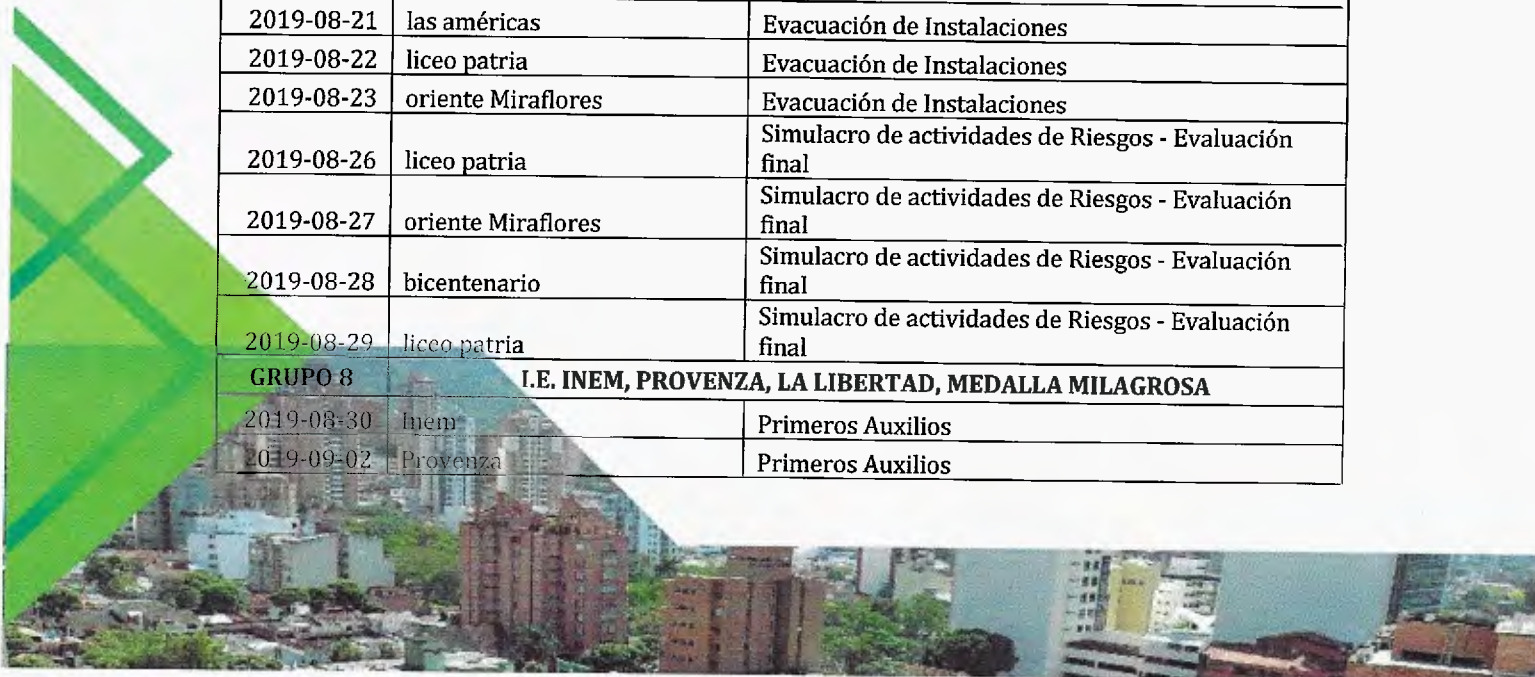 2019-08-21 las américas Evacuación de Instalaciones
2019-08-22 liceo patria Evacuación de Instalaciones
2019-08-23 oriente Miraflores Evacuación de Instalaciones
2019-08-26 liceo patria Simulacro de actividades de Riesgos - Evaluación
final
2019-08-27 oriente Miraflores Simulacro de actividades de Riesgos - Evaluación
final
2019-08-28 bicentenario Simulacro de actividades de Riesgos - Evaluación
final
2019-08-29 liceo patria Simulacro de actividades de Riesgos - Evaluación
final
GRUPO 8 I.E. INEM, PROVENZA, LA LIBERTAD, MEDALLA MILAGROSA
2019-08-30 Inem Primeros Auxilios
2019-09-02 Provenza Primeros Auxilios